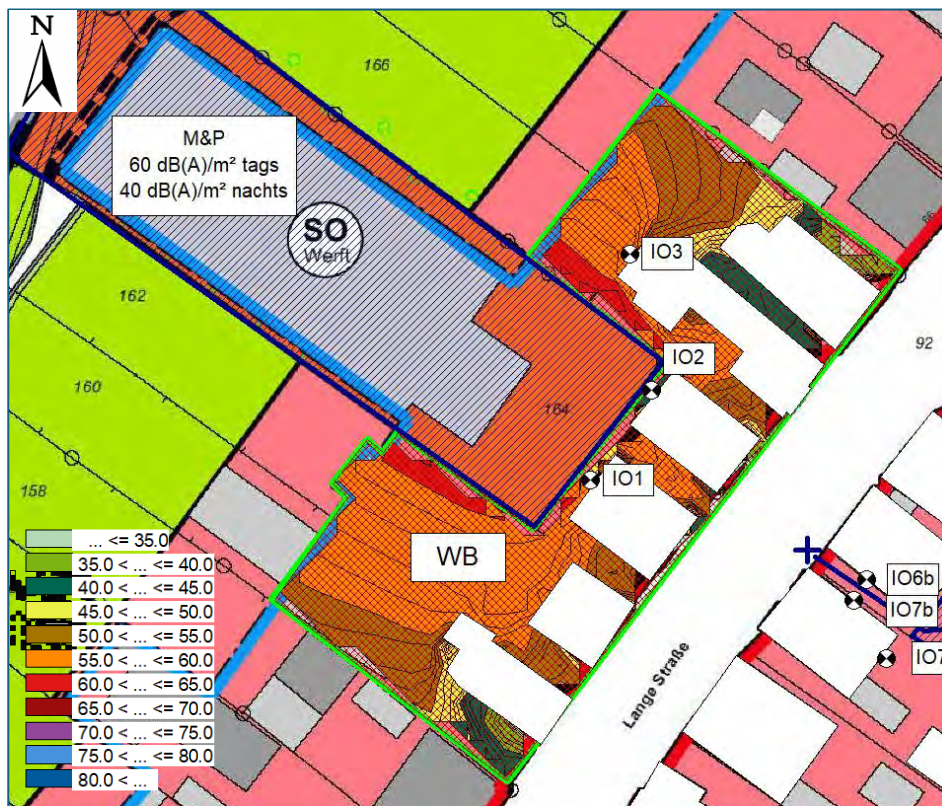 N
166
M&P
60 dB(A)/m² tags
40 dB(A)/m² nachts
SO
Werft
IO3
162
92
IO2
160
164
IO1
158
WB
IO6b
IO7b
IO7
Lange Straße
... <= 35.0
35.0 < ... <= 40.0
40.0 < ... <= 45.0
45.0 < ... <= 50.0
50.0 < ... <= 55.0
55.0 < ... <= 60.0
60.0 < ... <= 65.0
65.0 < ... <= 70.0
70.0 < ... <= 75.0
75.0 < ... <= 80.0
80.0 < ...